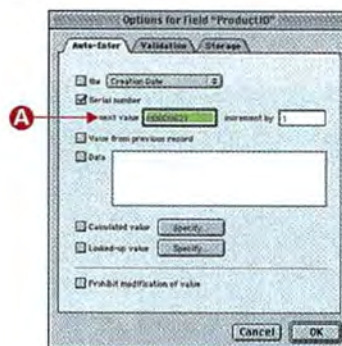 Options for Field "ProductID"
Auto-Enter Validation Storage
the Creation Date
Serial number
A
next value increment by 1
Value from previous record
Data
Calculated value Specify...
Looked-up value Specify...
Prohibit modification of value
Cancel OK